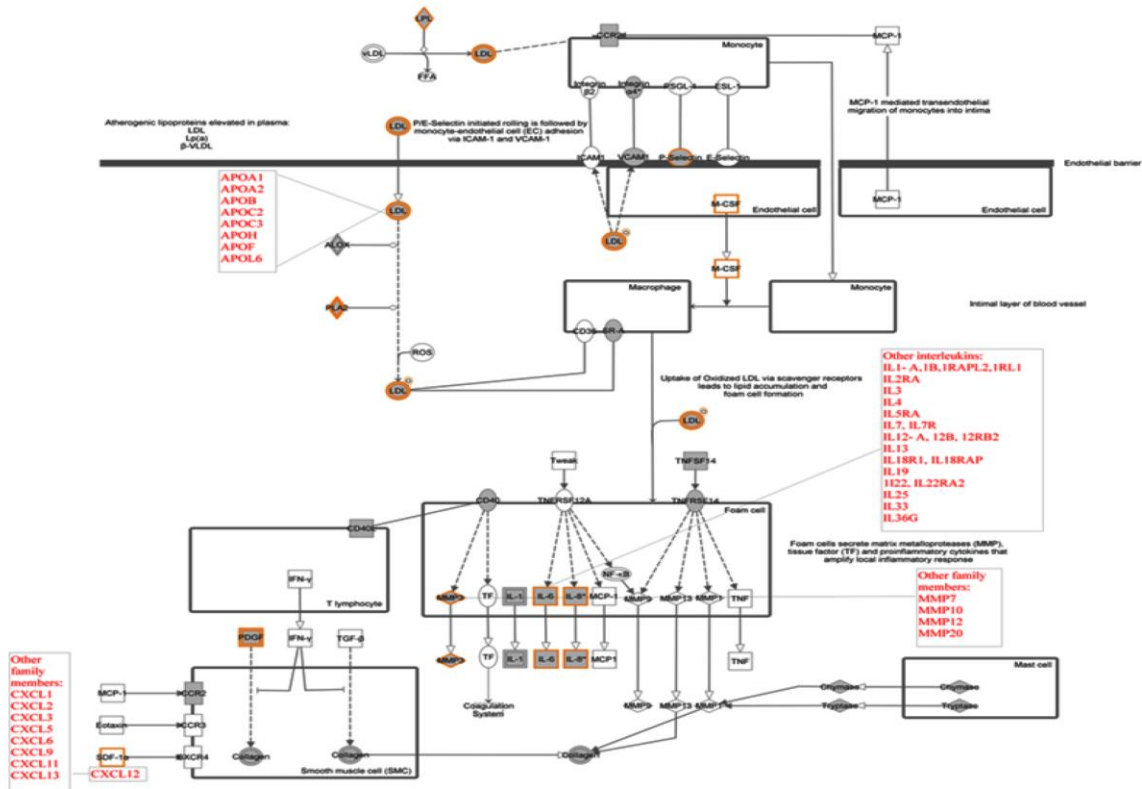 LPL
vLDL
FFA
LDL
CCR2
Monocyte
MCP-1
Integrin
β2
Integrin
α4*
PSGL-1
ESL-1
MCP-1 mediated transendothelial
migration of monocytes into intima
Atherogenic lipoproteins elevated in plasma:
LDL
Lp(a)
β-VLDL
LDL
P/E-Selectin initiated rolling is followed by
monocyte-endothelial cell (EC) adhesion
via ICAM-1 and VCAM-1
ICAM1
VCAM1
P-Selectin
E-Selectin
Endothelial barrier
APOA1
APOA2
APOB
APOC2
APOC3
APOH
APOF
APOL6
LDL
ALOX
M-CSF
Endothelial cell
MCP-1
Endothelial cell
LDL
M-CSF
Macrophage
Monocyte
Intimal layer of blood vessel
PLA2
CD36
SR-A
ROS
LDL
Uptake of Oxidized LDL via scavenger receptors
leads to lipid accumulation and
foam cell formation
LDL
Other interleukins:
IL1- A,1B,1RAPL2,1RL1
IL2RA
IL3
IL4
IL5RA
IL7, IL7R
IL12- A, 12B, 12RB2
IL13
IL18R1, IL18RAP
IL19
1l22, IL22RA2
IL25
IL33
IL36G
Tweak
TNFSF14
CD40
TNFRSF12A
TNFRSF14
Foam cell
CD40L
Foam cells secrete matrix metalloproteases (MMP),
tissue factor (TF) and proinflammatory cytokines that
amplify local inflammatory response
IFN-γ
T lymphocyte
NF-κB
MMP3
TF
IL-1
IL-6
IL-8*
MCP-1
MMP9
MMP13
MMP1
TNF
Other family
members:
MMP7
MMP10
MMP12
MMP20
PDGF
IFN-γ
TGF-β
MMP3
TF
IL-1
IL-6
IL-8*
MCP1
TNF
Other
family
members:
CXCL1
CXCL2
CXCL3
CXCL5
CXCL6
CXCL9
CXCL11
CXCL13
CXCL12
MCP-1
CCR2
Eotaxin
CCR3
SDF-1α
CXCR4
Collagen
Collagen
Smooth muscle cell (SMC)
Coagulation
System
MMP9
MMP13
Collagen
Chymase
Tryptase
Chymase
Tryptase
Mast cell